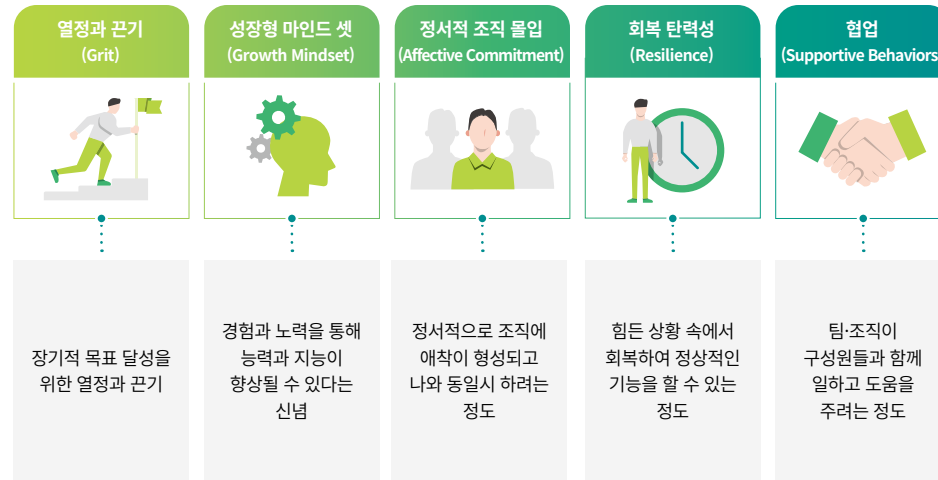 열정과 끈기
(Grit)
장기적 목표 달성을
위한 열정과 끈기
성장형 마인드 셋
(Growth Mindset)
경험과 노력을 통해
능력과 지능이
향상될 수 있다는
신념
정서적 조직 몰입
(Affective Commitment)
정서적으로 조직에
애착이 형성되고
나와 동일시 하려는
정도
회복 탄력성
(Resilience)
힘든 상황 속에서
회복하여 정상적인
기능을 할 수 있는
정도
협업
(Supportive Behaviors
팀·조직이
구성원들과 함께
일하고 도움을
주려는 정도